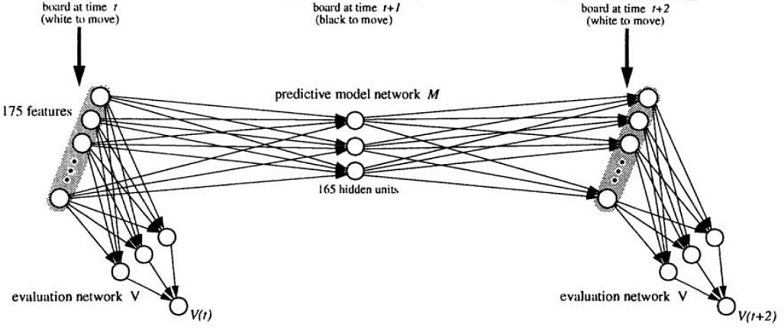 board at time t
(white to move)
board at time t+1
(black to move)
board at time t+2
(white to move)
predictive model network M
175 features
165 hidden units
evaluation network V
V(t)
evaluation network V
V(t+2)